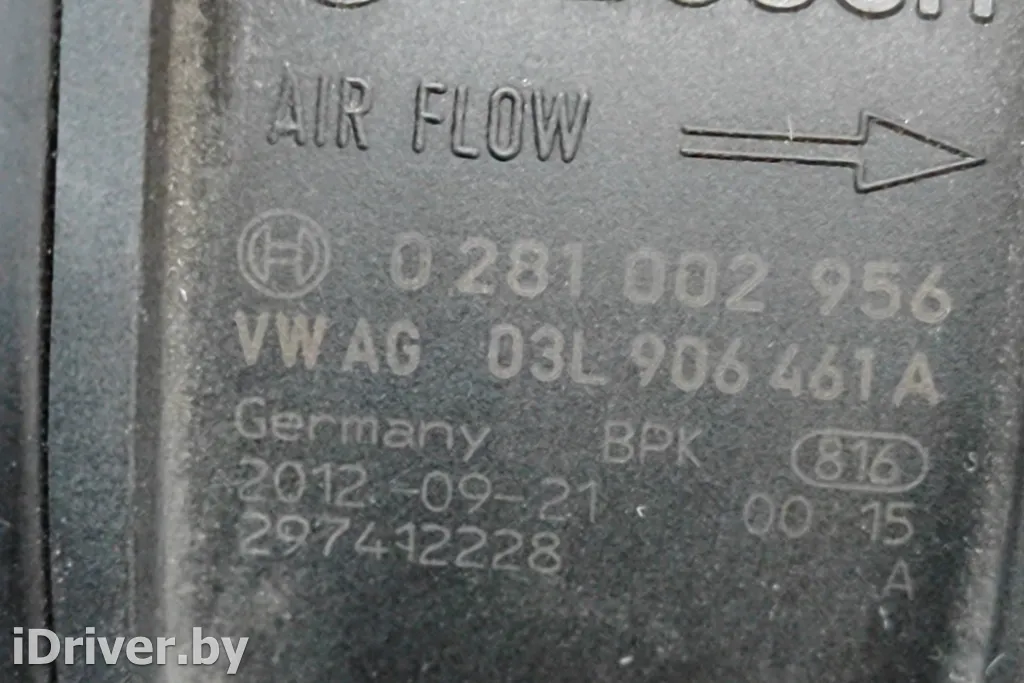 BOSCH
AIR FLOW
0 281 002 956
VW AG 03L 906 461 A
Germany BPK 816
2012-09-21 00:15
297412228 A
iDriver.by